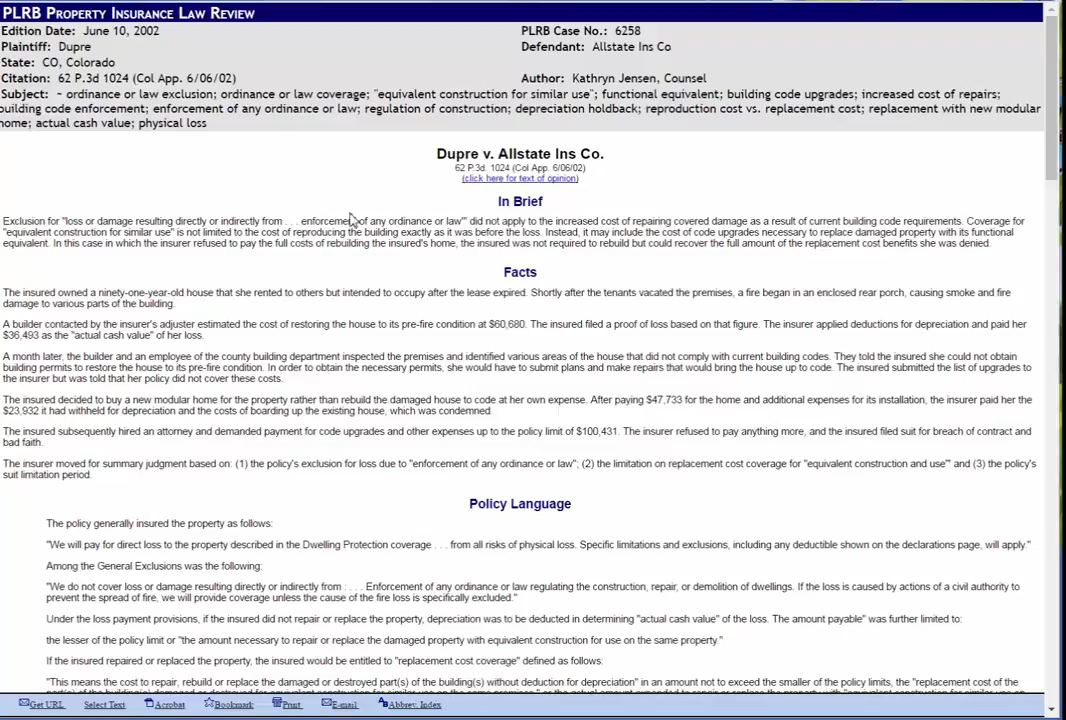 PLRB PROPERTY INSURANCE LAW REVIEW
Edition Date: June 10, 2002 PLRB Case No.: 6258
Plaintiff: Dupre Defendant: Allstate Ins Co
State: CO, Colorado
Citation: 62 P.3d 1024 (Col App. 6/06/02) Author: Kathryn Jensen, Counsel
Subject: ~ ordinance or law exclusion; ordinance or law coverage; "equivalent construction for similar use"; functional equivalent; building code upgrades; increased cost of repairs;
building code enforcement; enforcement of any ordinance or law; regulation of construction; depreciation holdback; reproduction cost vs. replacement cost; replacement with new modular
home; actual cash value; physical loss
Dupre v. Allstate Ins Co.
62 P.3d. 1024 (Col App. 6/06/02)
(click here for text of opinion)
In Brief
Exclusion for "loss or damage resulting directly or indirectly from . . . enforcement of any ordinance or law'" did not apply to the increased cost of repairing covered damage as a result of current building code requirements. Coverage for
"equivalent construction for similar use" is not limited to the cost of reproducing the building exactly as it was before the loss. Instead, it may include the cost of code upgrades necessary to replace damaged property with its functional
equivalent. In this case in which the insurer refused to pay the full costs of rebuilding the insured's home, the insured was not required to rebuild but could recover the full amount of the replacement cost benefits she was denied.
Facts
The insured owned a ninety-one-year-old house that she rented to others but intended to occupy after the lease expired. Shortly after the tenants vacated the premises, a fire began in an enclosed rear porch, causing smoke and fire
damage to various parts of the building.
A builder contacted by the insurer's adjuster estimated the cost of restoring the house to its pre-fire condition at $60,680. The insured filed a proof of loss based on that figure. The insurer applied deductions for depreciation and paid her
$36,493 as the "actual cash value" of her loss.
A month later, the builder and an employee of the county building department inspected the premises and identified various areas of the house that did not comply with current building codes. They told the insured she could not obtain
building permits to restore the house to its pre-fire condition. In order to obtain the necessary permits, she would have to submit plans and make repairs that would bring the house up to code. The insured submitted the list of upgrades to
the insurer but was told that her policy did not cover these costs.
The insured decided to buy a new modular home for the property rather than rebuild the damaged house to code at her own expense. After paying $47,733 for the home and additional expenses for its installation, the insurer paid her the
$23,932 it had withheld for depreciation and the costs of boarding up the existing house, which was condemned.
The insured subsequently hired an attorney and demanded payment for code upgrades and other expenses up to the policy limit of $100,431. The insurer refused to pay anything more, and the insured filed suit for breach of contract and
bad faith.
The insurer moved for summary judgment based on: (1) the policy's exclusion for loss due to "enforcement of any ordinance or law"; (2) the limitation on replacement cost coverage for "equivalent construction and use'" and (3) the policy's
suit limitation period.
Policy Language
The policy generally insured the property as follows:
"We will pay for direct loss to the property described in the Dwelling Protection coverage . . . from all risks of physical loss. Specific limitations and exclusions, including any deductible shown on the declarations page, will apply."
Among the General Exclusions was the following:
"We do not cover loss or damage resulting directly or indirectly from : . . . Enforcement of any ordinance or law regulating the construction, repair, or demolition of dwellings. If the loss is caused by actions of a civil authority to
prevent the spread of fire, we will provide coverage unless the cause of the fire loss is specifically excluded."
Under the loss payment provisions, if the insured did not repair or replace the property, depreciation was to be deducted in determining "actual cash value" of the loss. The amount payable" was further limited to:
the lesser of the policy limit or "the amount necessary to repair or replace the damaged property with equivalent construction for use on the same property."
If the insured repaired or replaced the property, the insured would be entitled to "replacement cost coverage" defined as follows:
"This means the cost to repair, rebuild or replace the damaged or destroyed part(s) of the building(s) without deduction for depreciation" in an amount not to exceed the smaller of the policy limits, the "replacement cost of the
Get URL Select Text Acrobat Bookmark Print E-mail Abbrev. Index